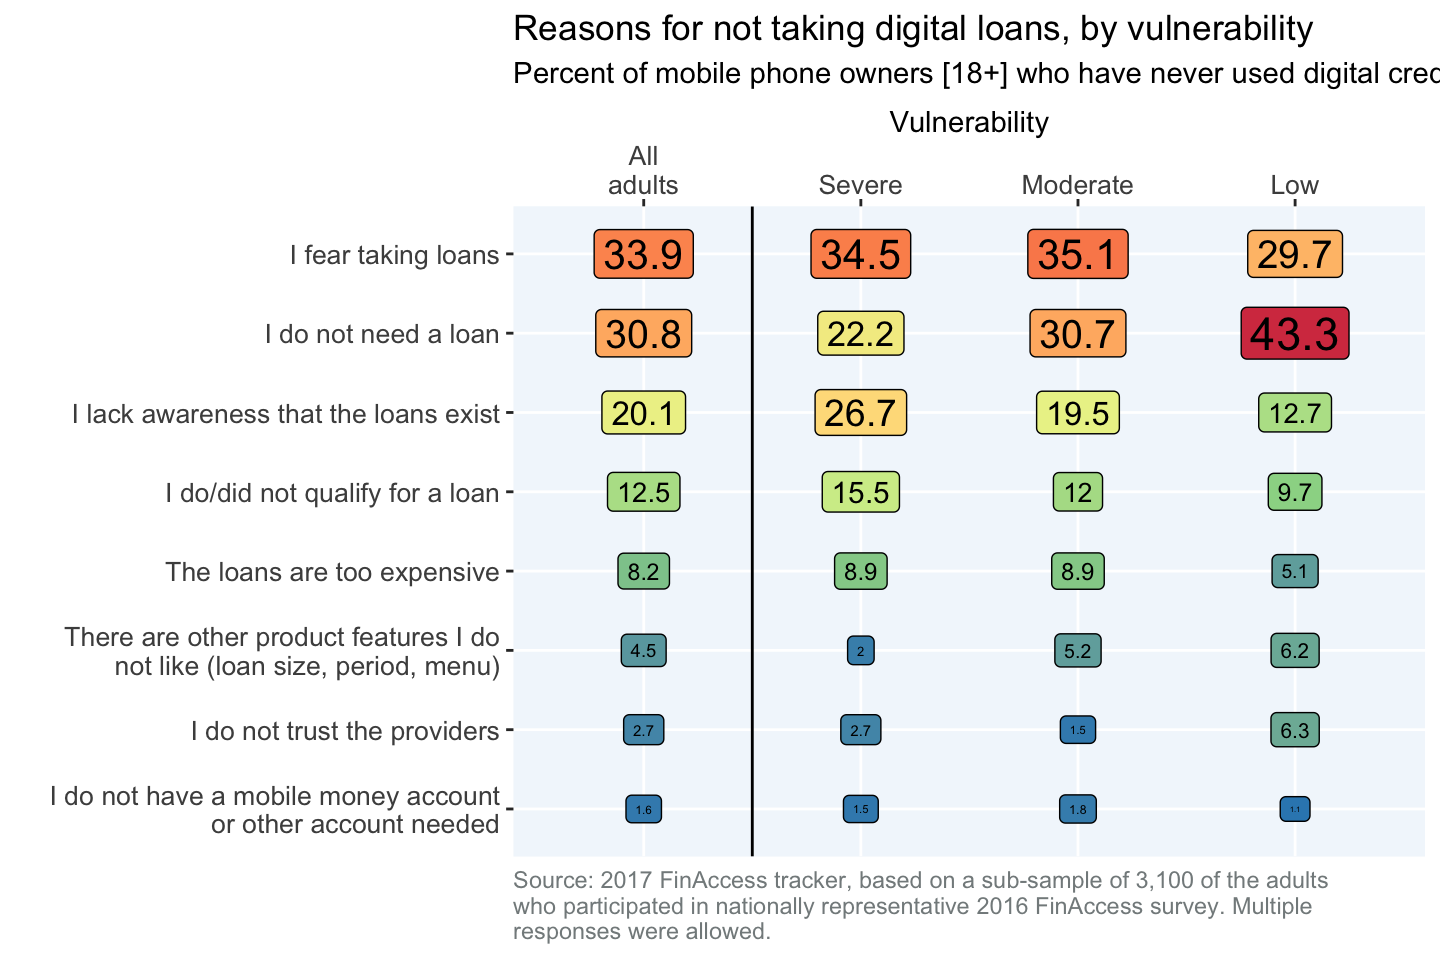 Reasons for not taking digital loans, by vulnerability
Percent of mobile phone owners [18+] who have never used digital
Vulnerability
All
adults
Severe
Moderate
Low
I fear taking loans
33.9
34.5
35.1
29.7
I do not need a loan
30.8
22.2
30.7
43.3
I lack awareness that the loans exist
20.1
26.7
19.5
12.7
I do/did not qualify for a loan
12.5
15.5
12
9.7
The loans are too expensive
8.2
8.9
8.9
5.1
There are other product features I do
not like (loan size, period, menu)
4.5
2
5.2
6.2
I do not trust the providers
2.7
2.7
1.5
6.3
I do not have a mobile money account
or other account needed
1.6
1.5
1.8
1.1
Source: 2017 FinAccess tracker, based on a sub-sample of 3,100 of the adults
who participated in nationally representative 2016 FinAccess survey. Multiple
responses were allowed.